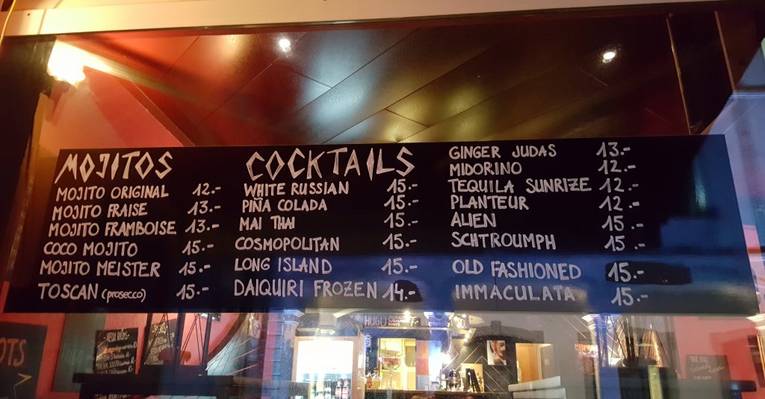 MOJITOS
MOJITO ORIGINAL 12.-
MOJITO FRAISE 13.-
MOJITO FRAMBOISE 13.-
COCO MOJITO 15.-
MOJITO MEISTER 15.-
TOSCAN (prosecco) 15.-
COCKTAILS
WHITE RUSSIAN 15.-
PIÑA COLADA 15.-
MAI THAI 15.-
COSMOPOLITAN 15.-
LONG ISLAND 15.-
DAIQUIRI FROZEN 14.-
GINGER JUDAS 13.-
MIDORINO 12.-
TEQUILA SUNRIZE 12.-
PLANTEUR 12.-
ALIEN 15.-
SCHTROUMPH 15.-
OLD FASHIONED 15.-
IMMACULATA 15.-